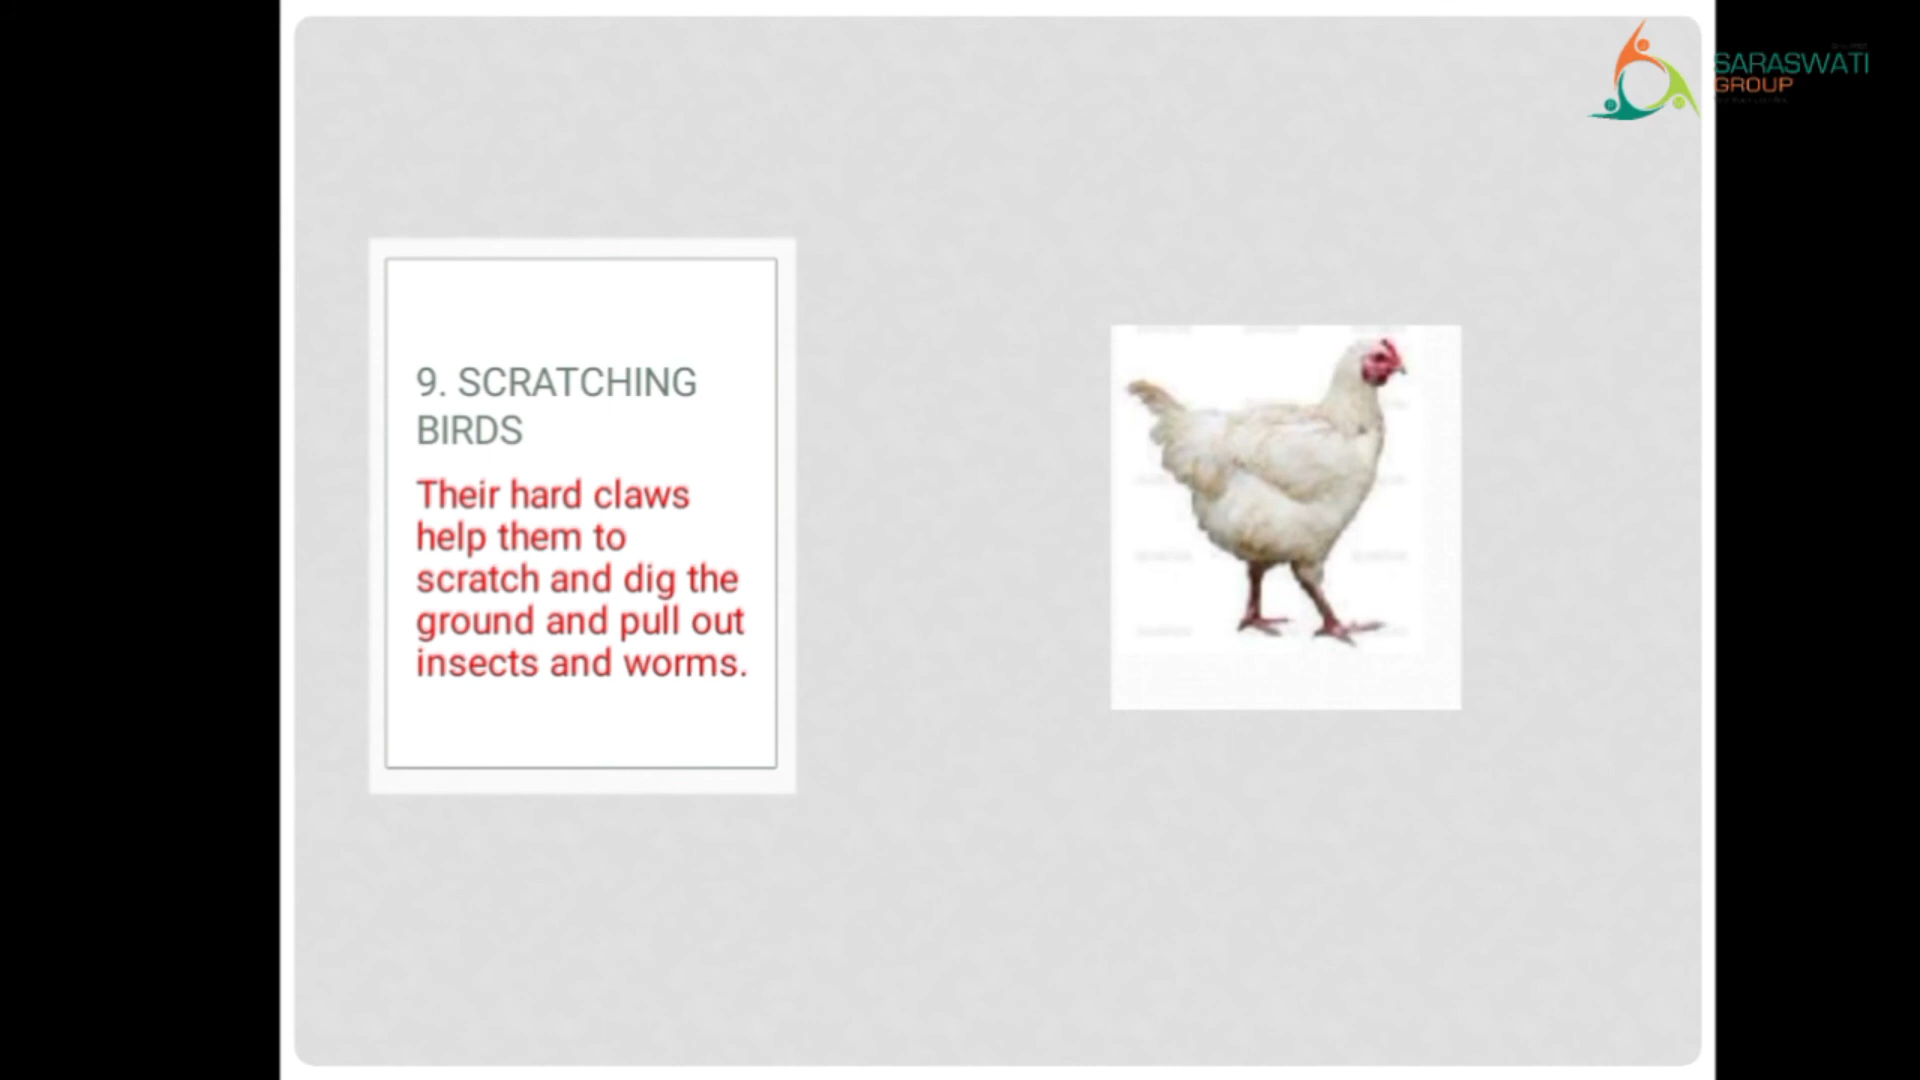 SARASWATI
GROUP
9. SCRATCHING
BIRDS
Their hard claws
help them to
scratch and dig the
ground and pull out
insects and worms.